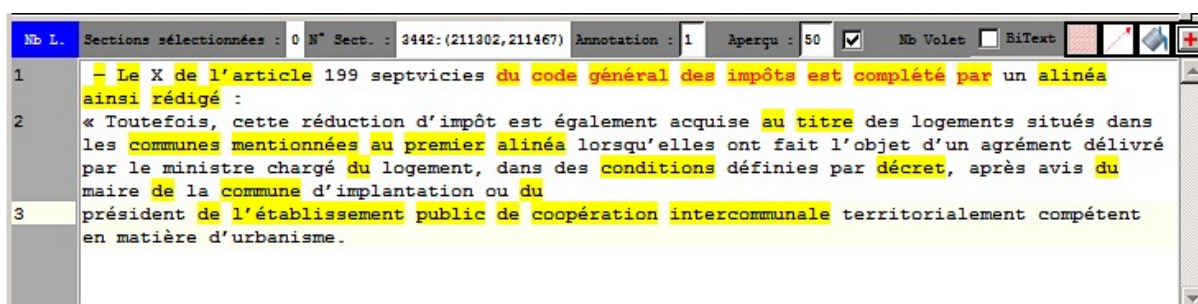 Nb L. Sections sélectionnées : 0 N° Sect. : 3442:(211302,211467) Annotation : 1 Aperçu : 50 Nb Volet BiText
1 – Le X de l'article 199 septvicies du code général des impôts est complété par un alinéa
ainsi rédigé :
2 « Toutefois, cette réduction d'impôt est également acquise au titre des logements situés dans
les communes mentionnées au premier alinéa lorsqu'elles ont fait l'objet d'un agrément délivré
par le ministre chargé du logement, dans des conditions définies par décret, après avis du
maire de la commune d'implantation ou du
3 président de l'établissement public de coopération intercommunale territorialement compétent
en matière d'urbanisme.